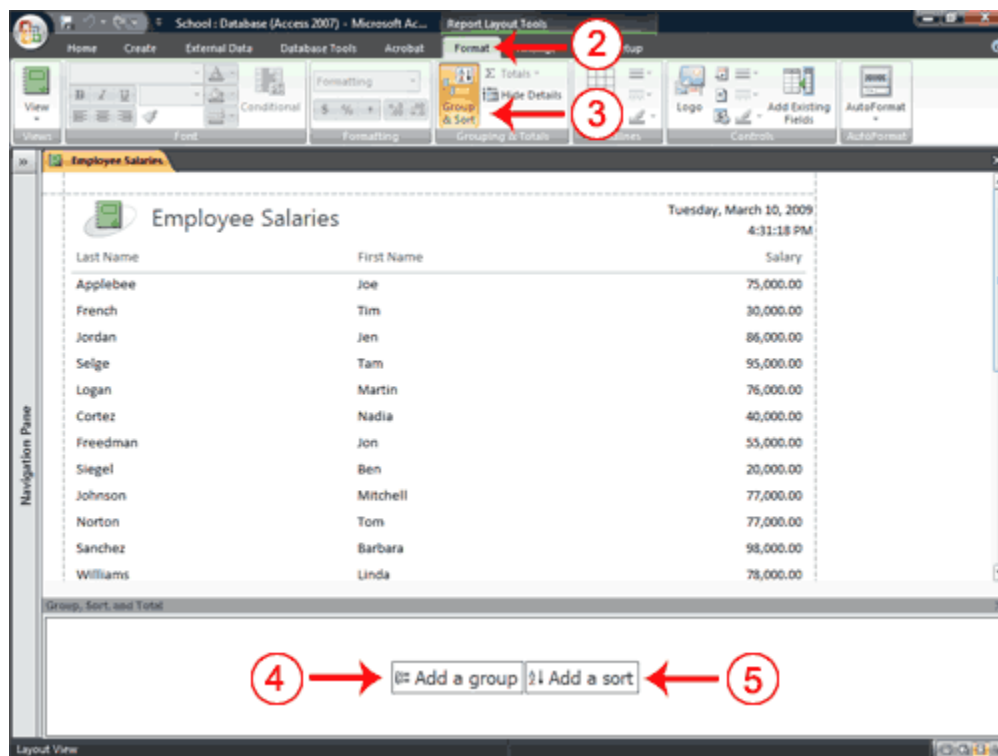 School : Database (Access 2007) - Microsoft Ac... Report Layout Tools
Home Create External Data Database Tools Acrobat Format 2 tup
View
B I U
Conditional
Formatting
$ %
Group & Sort
Σ Totals
Hide Details
3
Logo
Add Existing Fields
AutoFormat
Views Font Formatting Grouping & Totals lines Controls AutoFormat
Employee Salaries
Navigation Pane
Employee Salaries
Tuesday, March 10, 2009
4:31:18 PM
Last Name First Name Salary
Applebee Joe 75,000.00
French Tim 30,000.00
Jordan Jen 86,000.00
Selge Tam 95,000.00
Logan Martin 76,000.00
Cortez Nadia 40,000.00
Freedman Jon 55,000.00
Siegel Ben 20,000.00
Johnson Mitchell 77,000.00
Norton Tom 77,000.00
Sanchez Barbara 98,000.00
Williams Linda 78,000.00
Group, Sort, and Total
4 Add a group Add a sort 5
Layout View